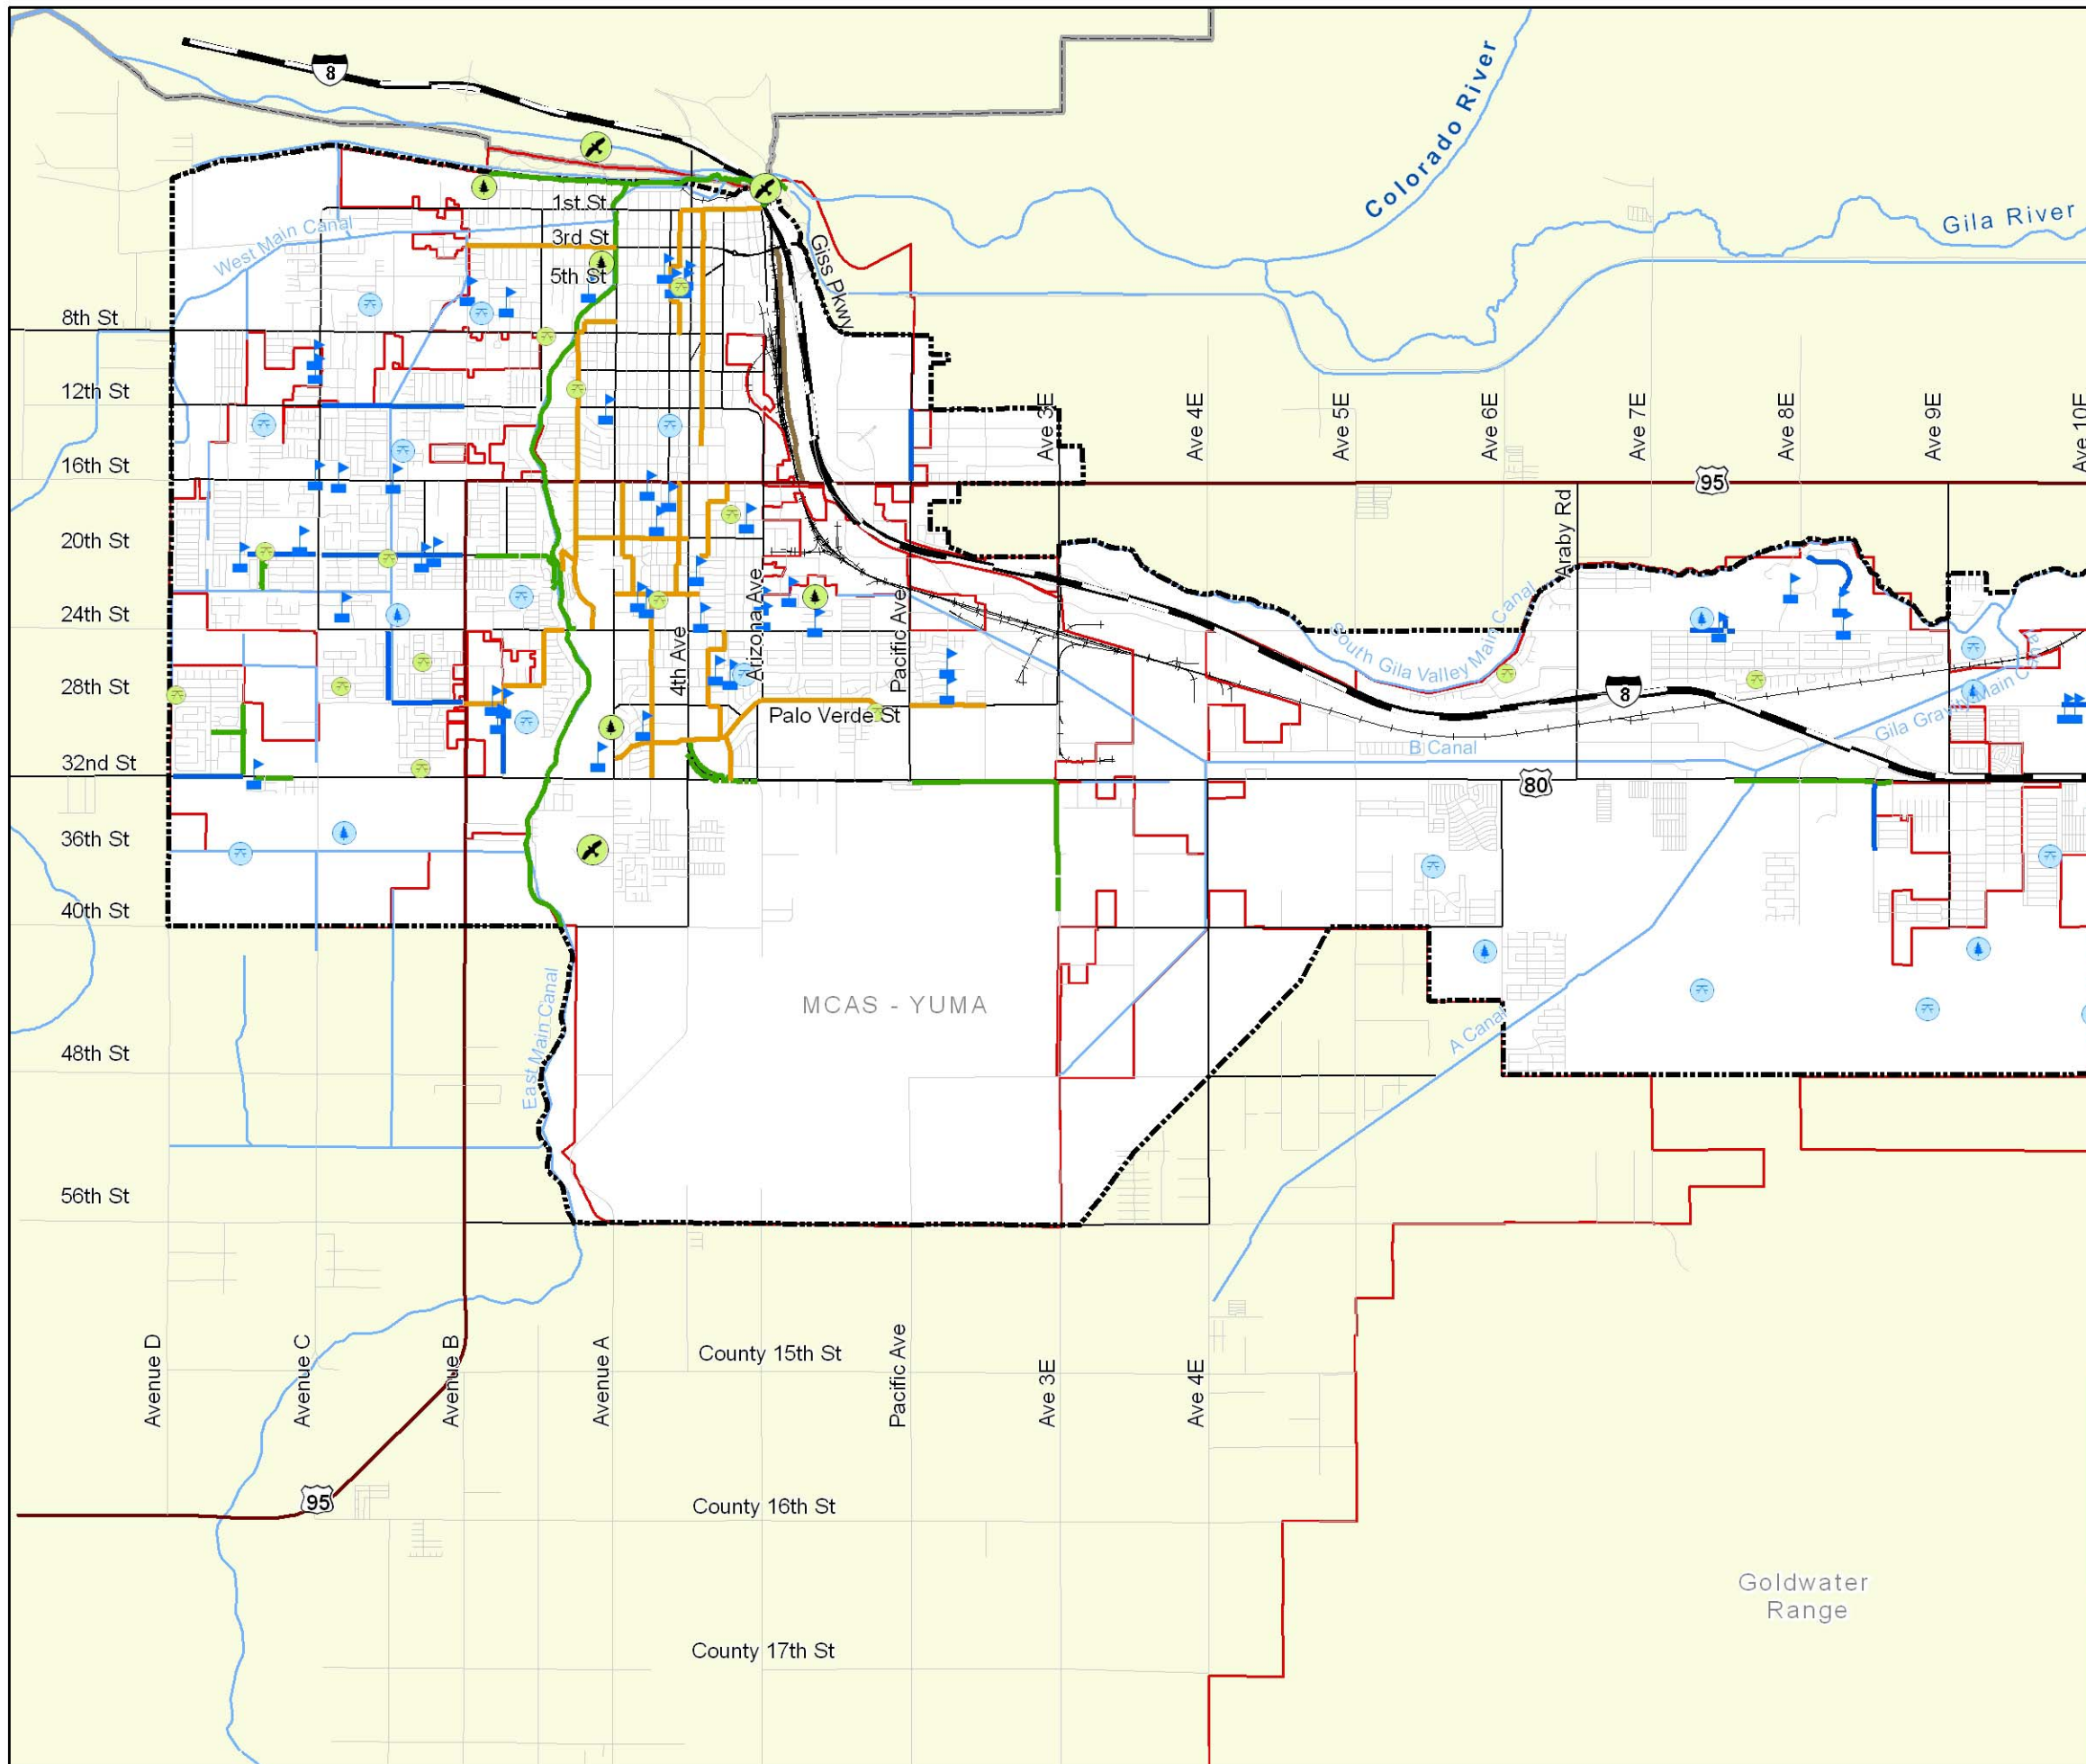 8
Colorado River
Gila River
1st St
West Main Canal
3rd St
Giss Pkwy
5th St
8th St
12th St
Ave 3E
Ave 4E
Ave 5E
Ave 6E
Ave 7E
Ave 8E
Ave 9E
Ave 10E
16th St
95
Araby Rd
20th St
24th St
Arizona Ave
Pacific Ave
4th Ave
South Gila Valley Main Canal
28th St
8
Palo Verde St
B Canal
32nd St
80
36th St
40th St
East Main Canal
MCAS - YUMA
A Canal
48th St
56th St
Avenue D
Avenue C
Avenue B
Avenue A
County 15th St
Pacific Ave
Ave 3E
Ave 4E
95
County 16th St
Goldwater
Range
County 17th St